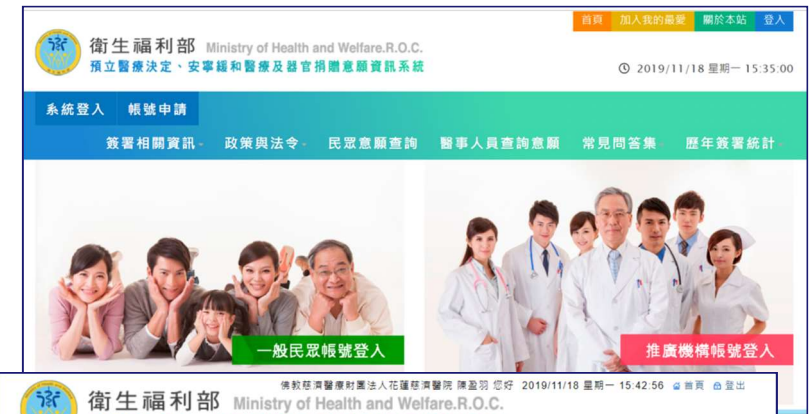 首頁 加入我的最愛 關於本站 登入
衛生福利部 Ministry of Health and Welfare.R.O.C.
預立醫療決定、安寧緩和醫療及器官捐贈意願資訊系統
2019/11/18 星期一 15:35:00
系統登入 帳號申請
簽署相關資訊 政策與法令 民眾意願查詢 醫事人員查詢意願 常見問答集 歷年簽署統計
一般民眾帳號登入
推廣機構帳號登入
佛教慈濟醫療財團法人花蓮慈濟醫院 陳盈羽 您好 2019/11/18 星期一 15:42:56 首頁 登出
衛生福利部 Ministry of Health and Welfare.R.O.C.